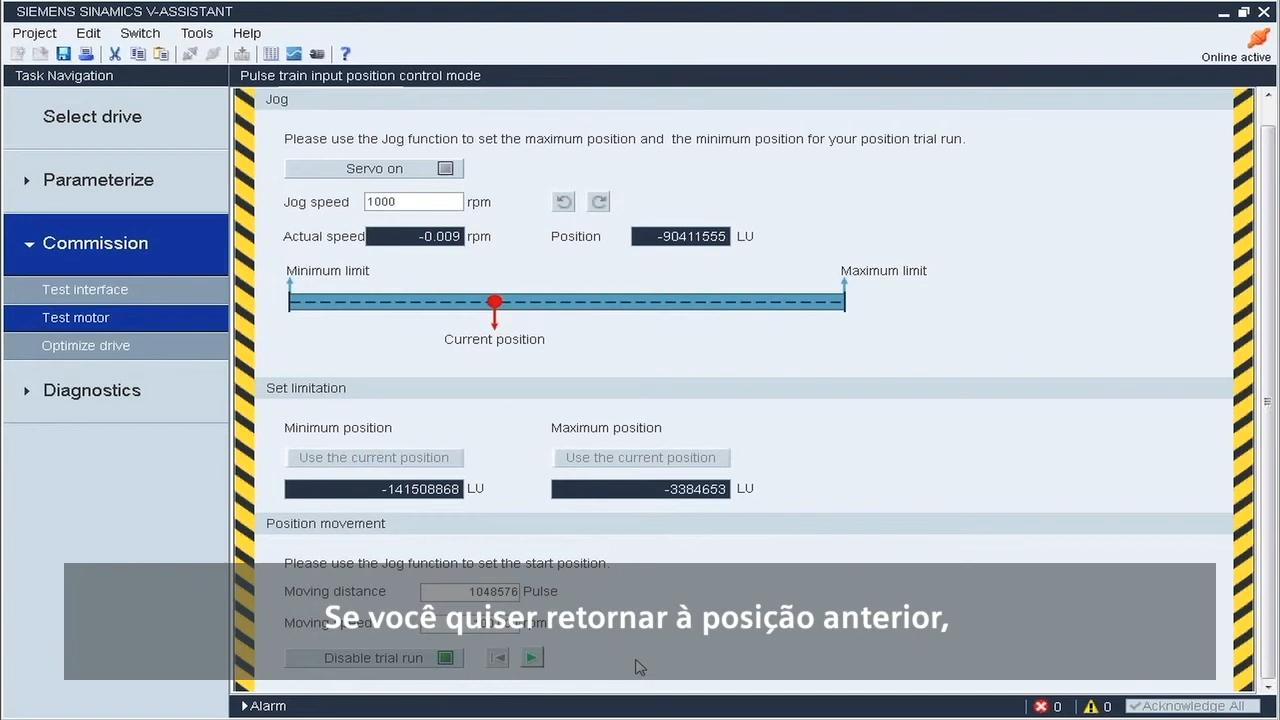 SIEMENS SINAMICS V-ASSISTANT
Project Edit Switch Tools Help
Online active
Task Navigation
Pulse train input position control mode
Select drive
Parameterize
Commission
Test interface
Test motor
Optimize drive
Diagnostics
Jog
Please use the Jog function to set the maximum position and the minimum position for your position trial run.
Servo on
Jog speed 1000 rpm
Actual speed -0.009 rpm Position -90411555 LU
Minimum limit Maximum limit
Current position
Set limitation
Minimum position Maximum position
Use the current position Use the current position
-141508868 LU -3384653 LU
Position movement
Please use the Jog function to set the start position.
Moving distance 1048576 Pulse
Se você quiser retornar à posição anterior,
Moving
Disable trial run
Alarm 0 0 Acknowledge All